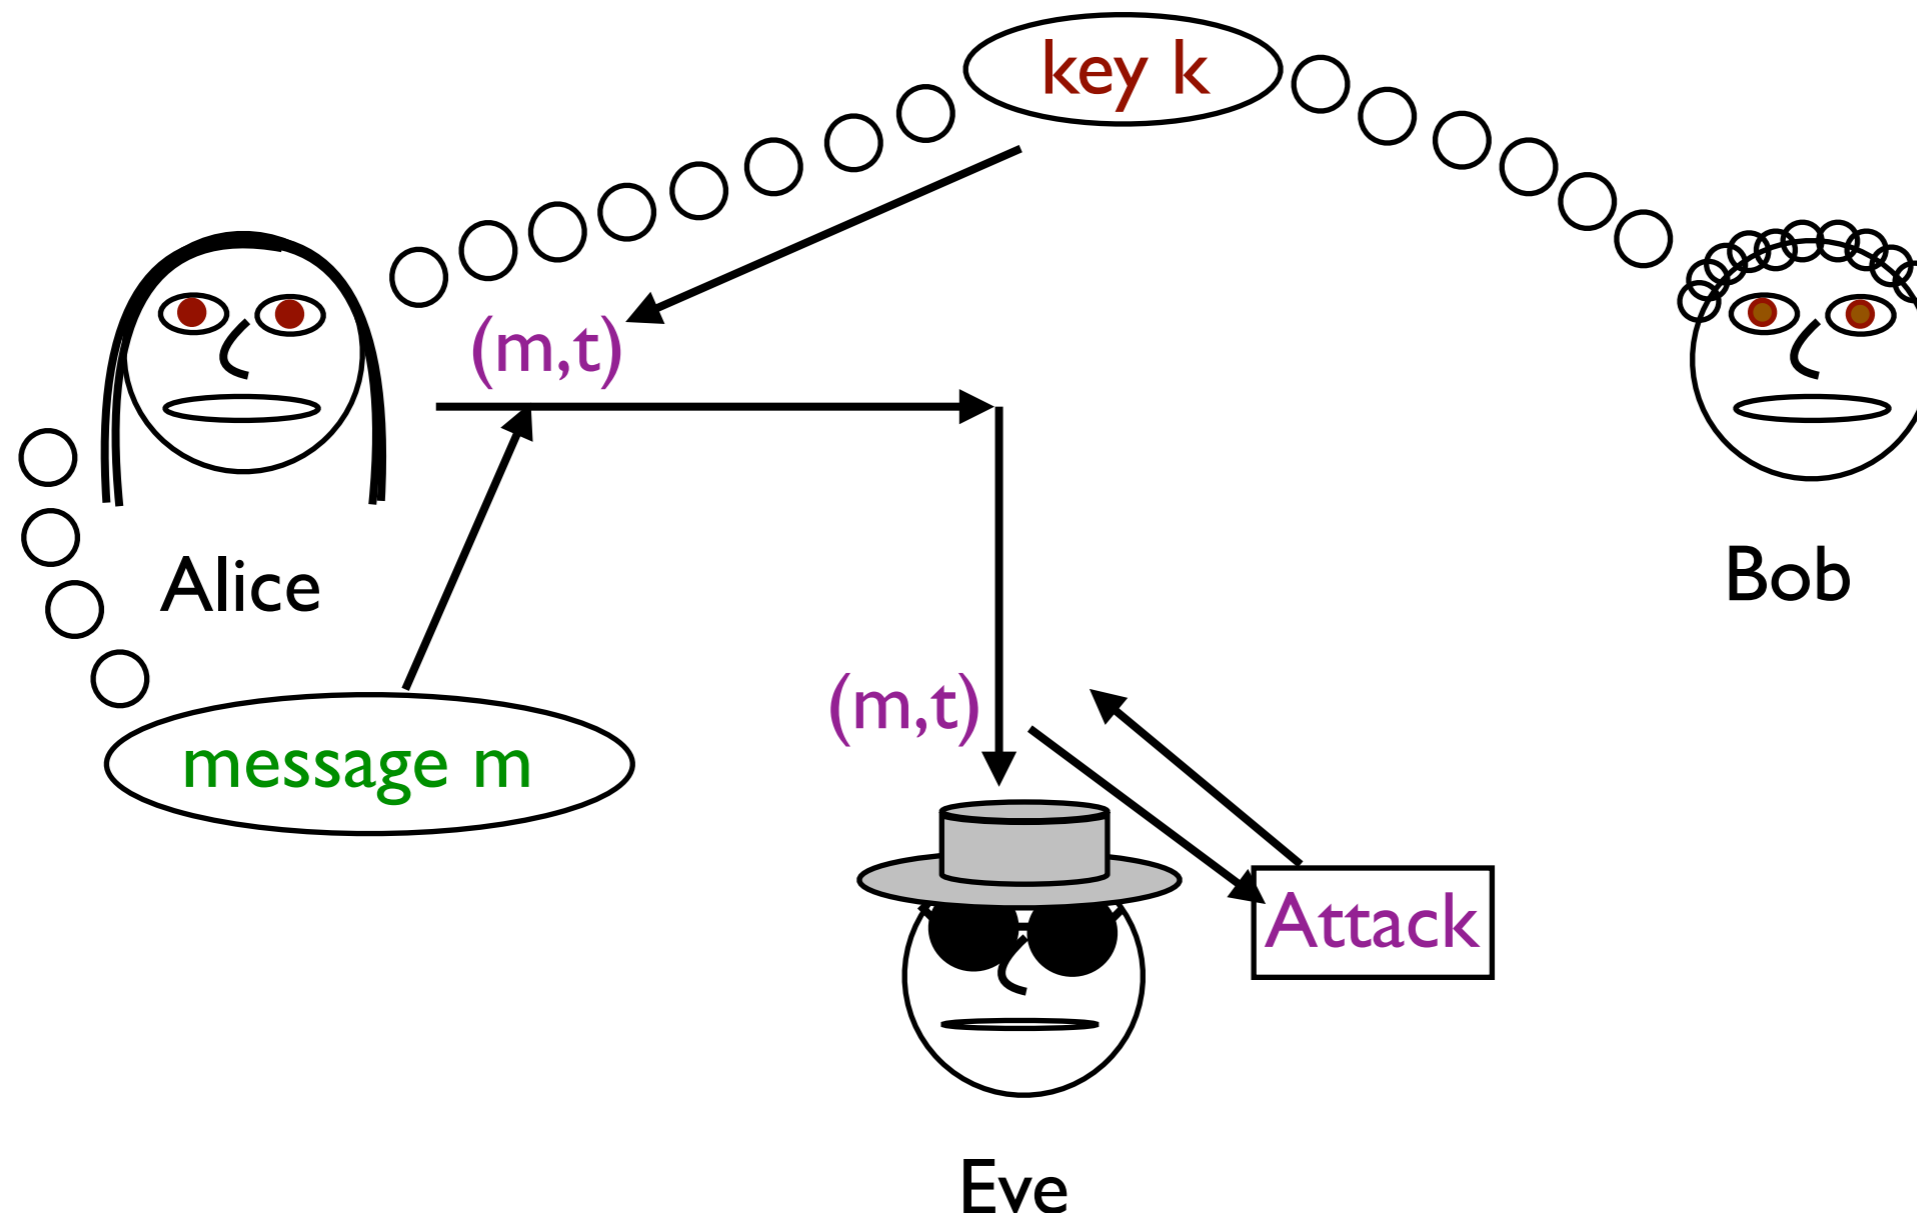 key k
(m,t)
Alice
Bob
(m,t)
message m
Attack
Eve